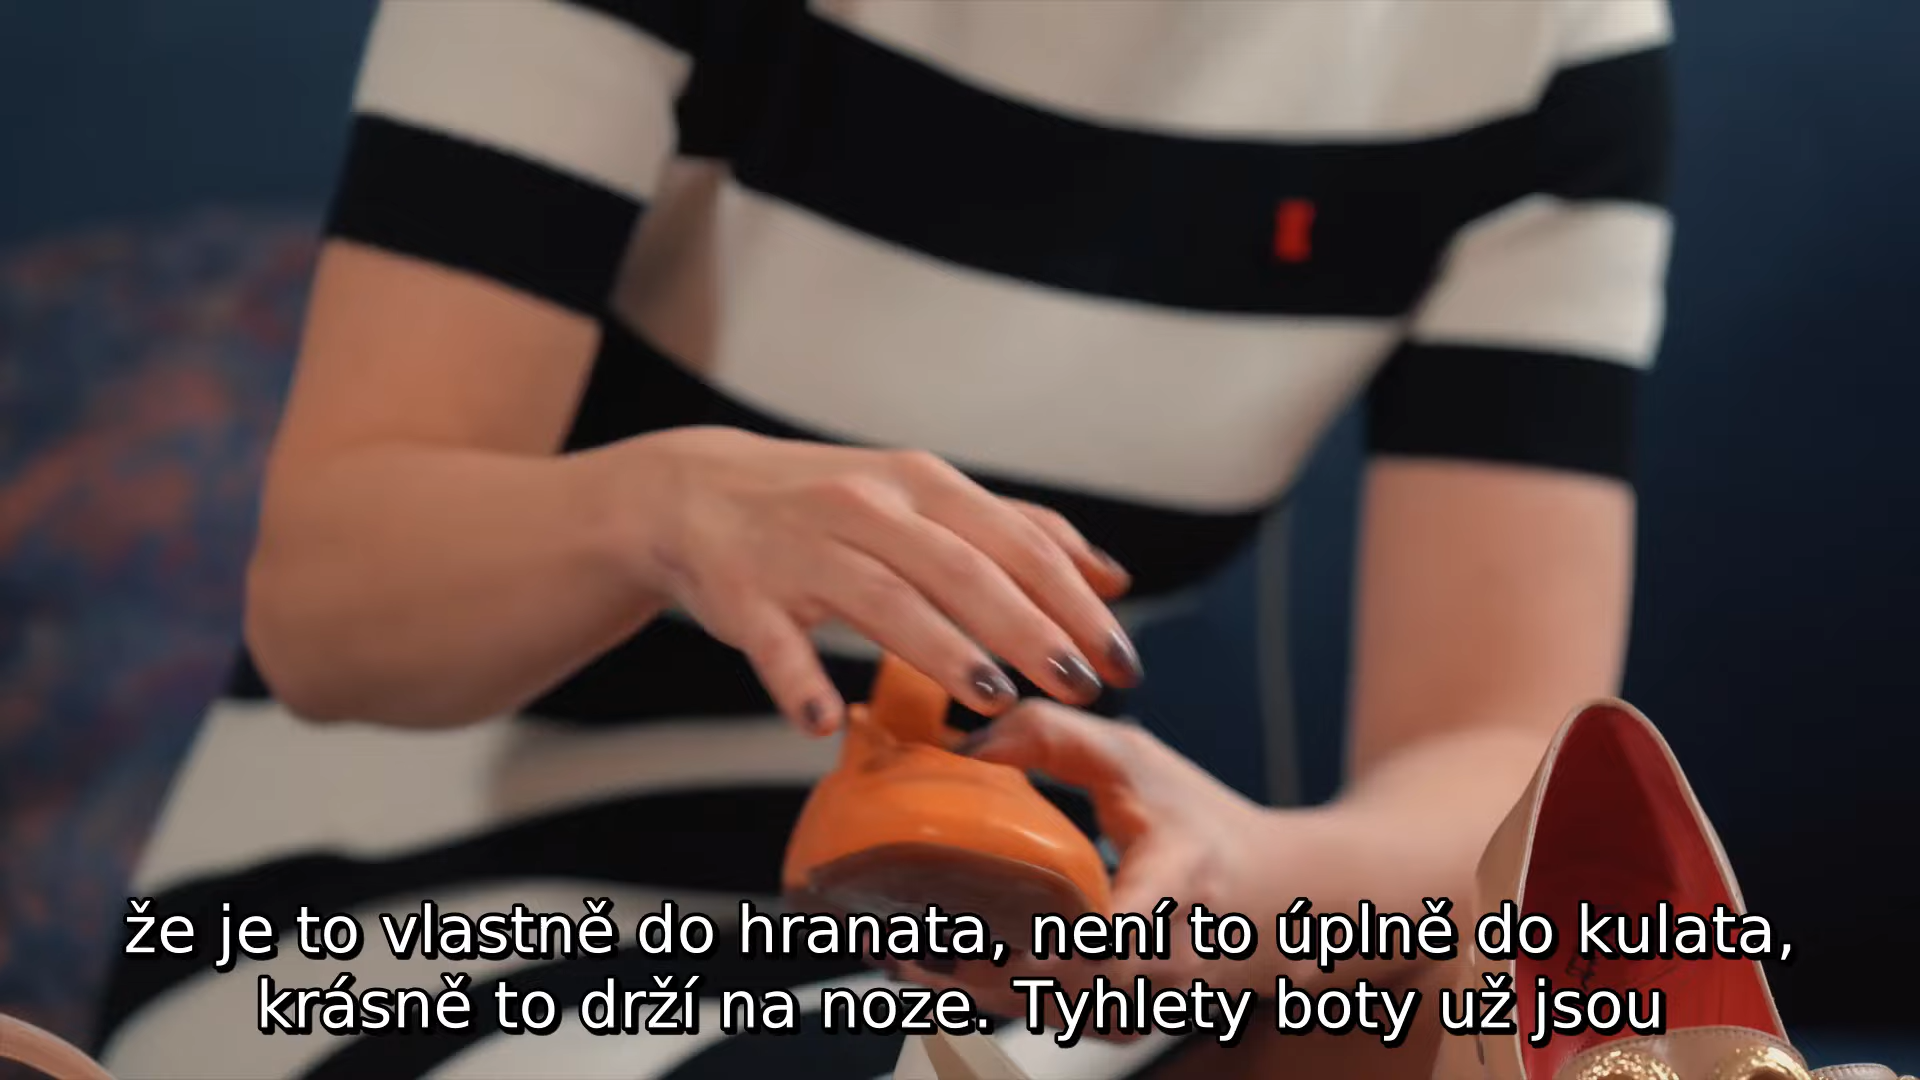 že je to vlastně do hranata, není to úplně do kulata,
krásně to drží na noze. Tyhlety boty už jsou